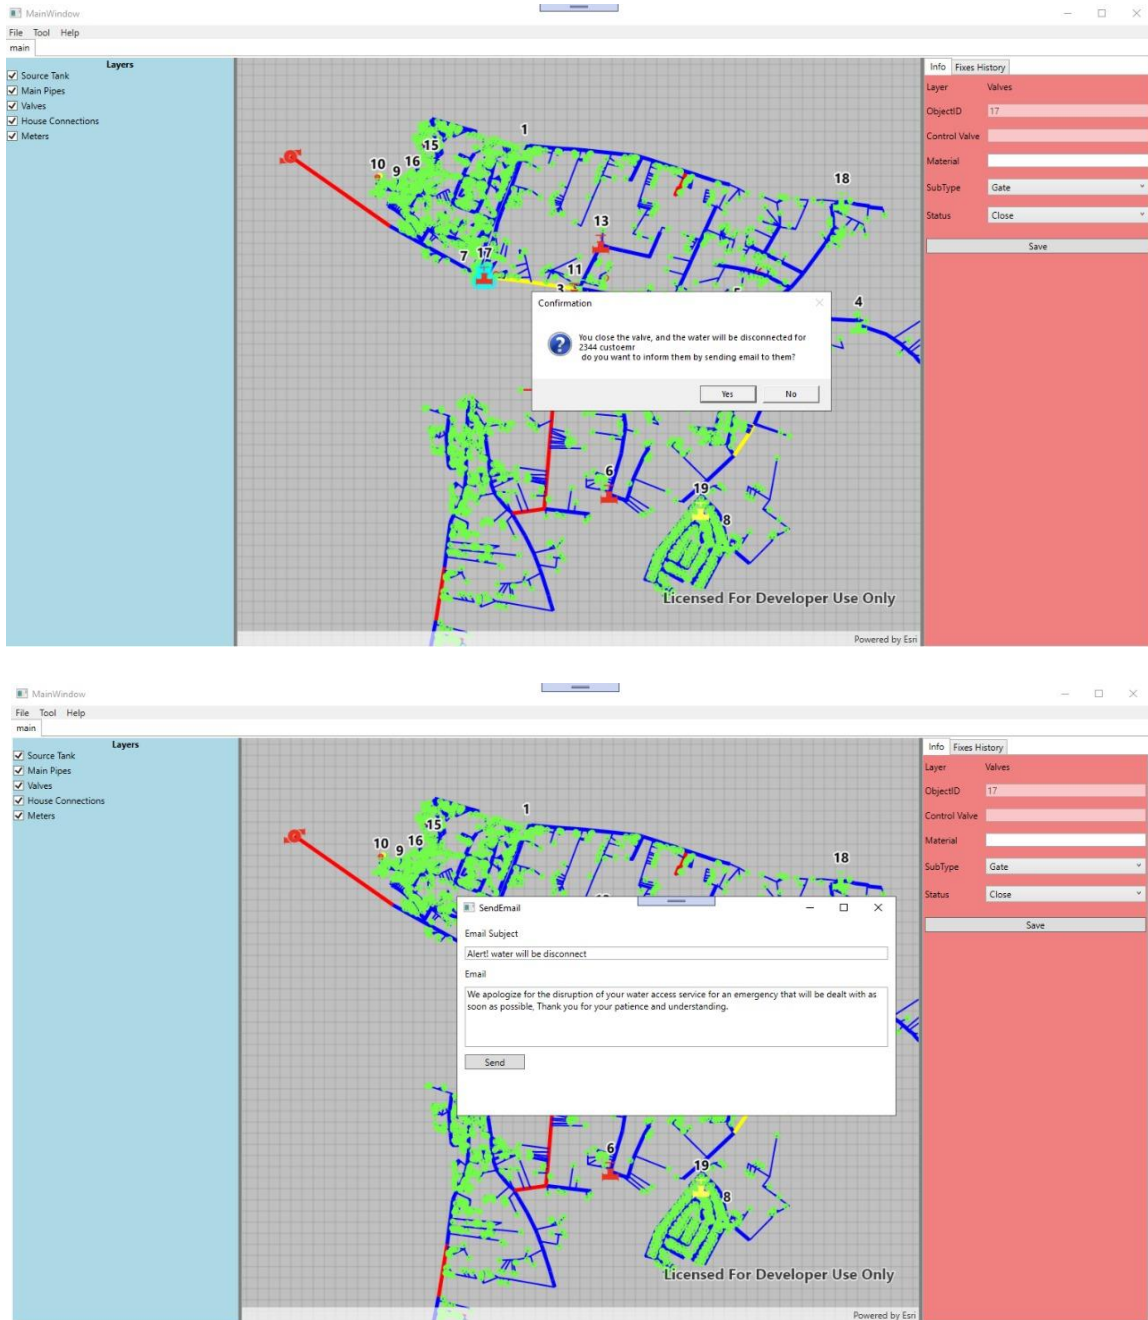 MainWindow
File Tool Help
main
Layers
Source Tank
Main Pipes
Valves
House Connections
Meters
1
15
16
10
9
18
13
7 17
11
3
4
6
19
8
Confirmation
You close the valve, and the water will be disconnected for
2344 custoemr
do you want to inform them by sending email to them?
Yes No
Licensed For Developer Use Only
Powered by Esri
Info Fixes History
Layer Valves
ObjectID 17
Control Valve
Material
SubType Gate
Status Close
Save
MainWindow
File Tool Help
main
Layers
Source Tank
Main Pipes
Valves
House Connections
Meters
1
15
16
10
9
18
SendEmail
Email Subject
Alert! water will be disconnect
Email
We apologize for the disruption of your water access service for an emergency that will be dealt with as
soon as possible, Thank you for your patience and understanding.
Send
6
19
8
Licensed For Developer Use Only
Powered by Esri
Info Fixes History
Layer Valves
ObjectID 17
Control Valve
Material
SubType Gate
Status Close
Save